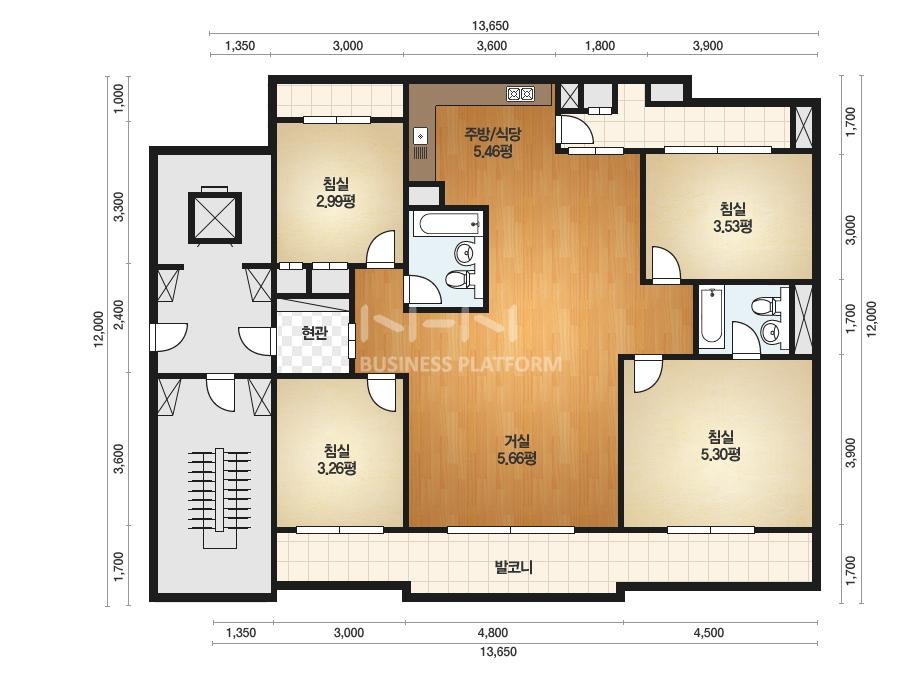 13,650
1,350 3,000 3,600 1,800 3,900
1,000
3,300
2,400
3,600
1,700
12,000
1,700
3,000
1,700
3,900
1,700
12,000
주방/식당
5.46평
침실
2.99평
침실
3.53평
현관
N-HN
BUSINESS PLATFORM
침실
3.26평
거실
5.66평
침실
5.30평
발코니
1,350 3,000 4,800 4,500
13,650